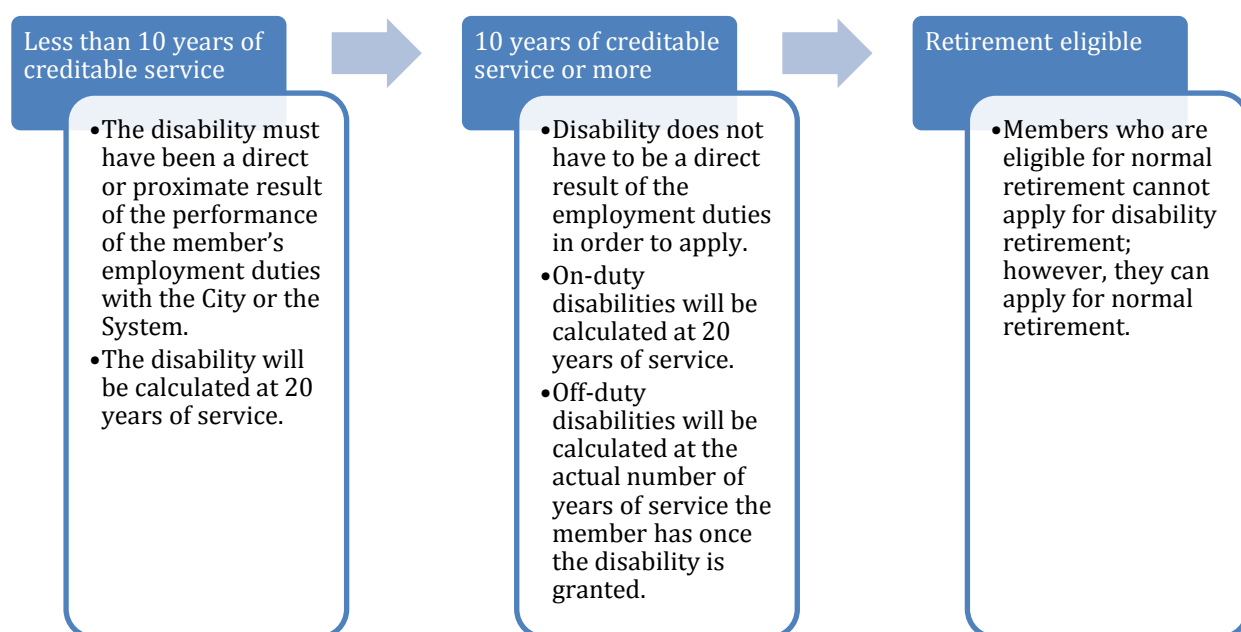 Less than 10 years of
creditable service
•The disability must
have been a direct
or proximate result
of the performance
of the member’s
employment duties
with the City or the
System.
•The disability will
be calculated at 20
years of service.
10 years of creditable
service or more
•Disability does not
have to be a direct
result of the
employment duties
in order to apply.
•On-duty
disabilities will be
calculated at 20
years of service.
•Off-duty
disabilities will be
calculated at the
actual number of
years of service the
member has once
the disability is
granted.
Retirement eligible
•Members who are
eligible for normal
retirement cannot
apply for disability
retirement;
however, they can
apply for normal
retirement.